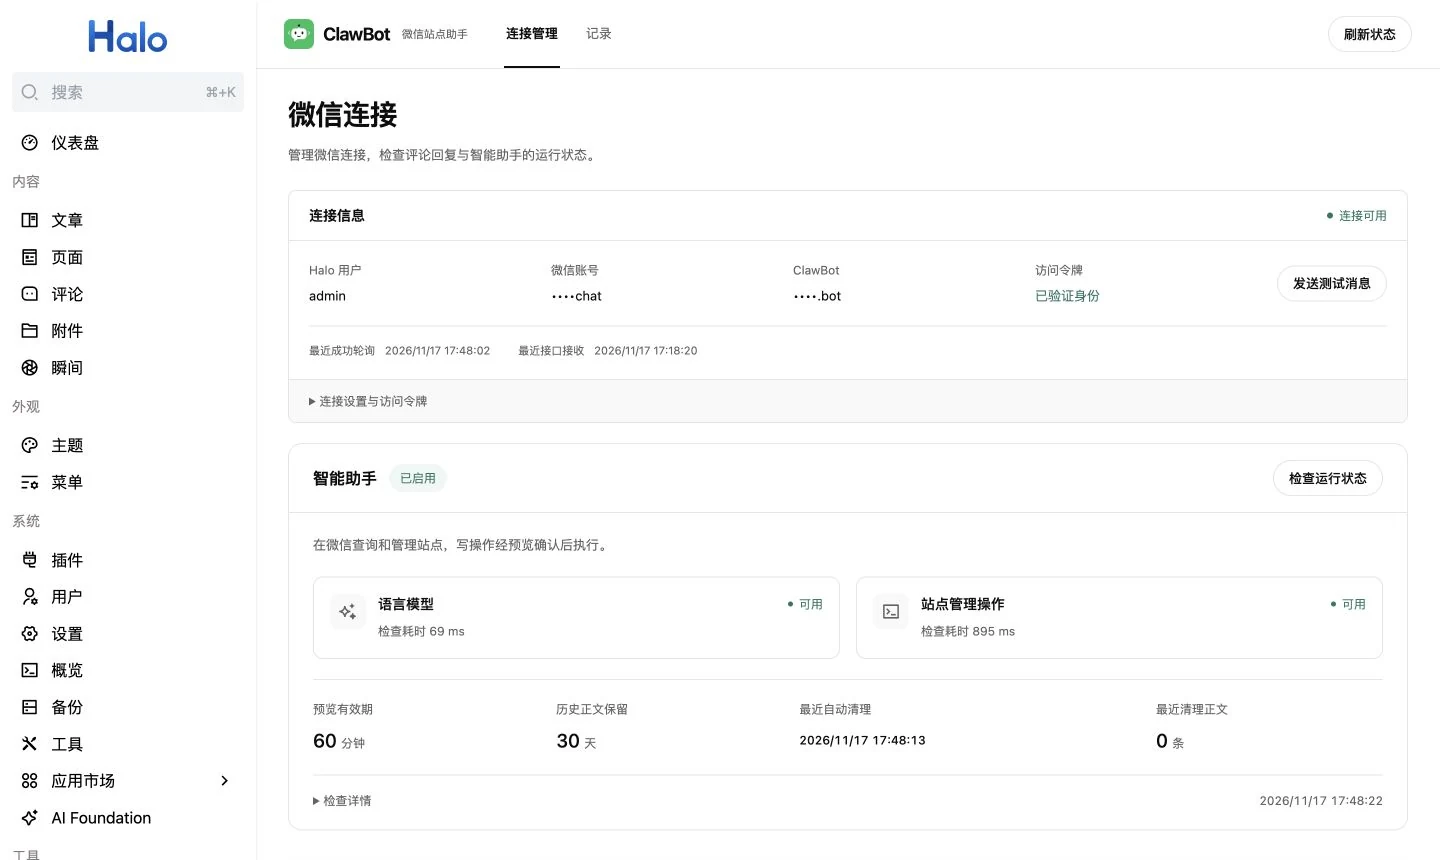 Halo
搜索 ⌘+K
仪表盘
内容
文章
页面
评论
附件
瞬间
外观
主题
菜单
系统
插件
用户
设置
概览
备份
工具
应用市场
AI Foundation
工具
ClawBot 微信站点助手 连接管理 记录 刷新状态
微信连接
管理微信连接，检查评论回复与智能助手的运行状态。
连接信息 连接可用
Halo 用户 微信账号 ClawBot 访问令牌
admin ••••chat ••••.bot 已验证身份 发送测试消息
最近成功轮询 2026/11/17 17:48:02 最近接口接收 2026/11/17 17:18:20
连接设置与访问令牌
智能助手 已启用 检查运行状态
在微信查询和管理站点，写操作经预览确认后执行。
语言模型 可用
检查耗时 69 ms
站点管理操作 可用
检查耗时 895 ms
预览有效期 历史正文保留 最近自动清理 最近清理正文
60 分钟 30 天 2026/11/17 17:48:13 0 条
检查详情 2026/11/17 17:48:22